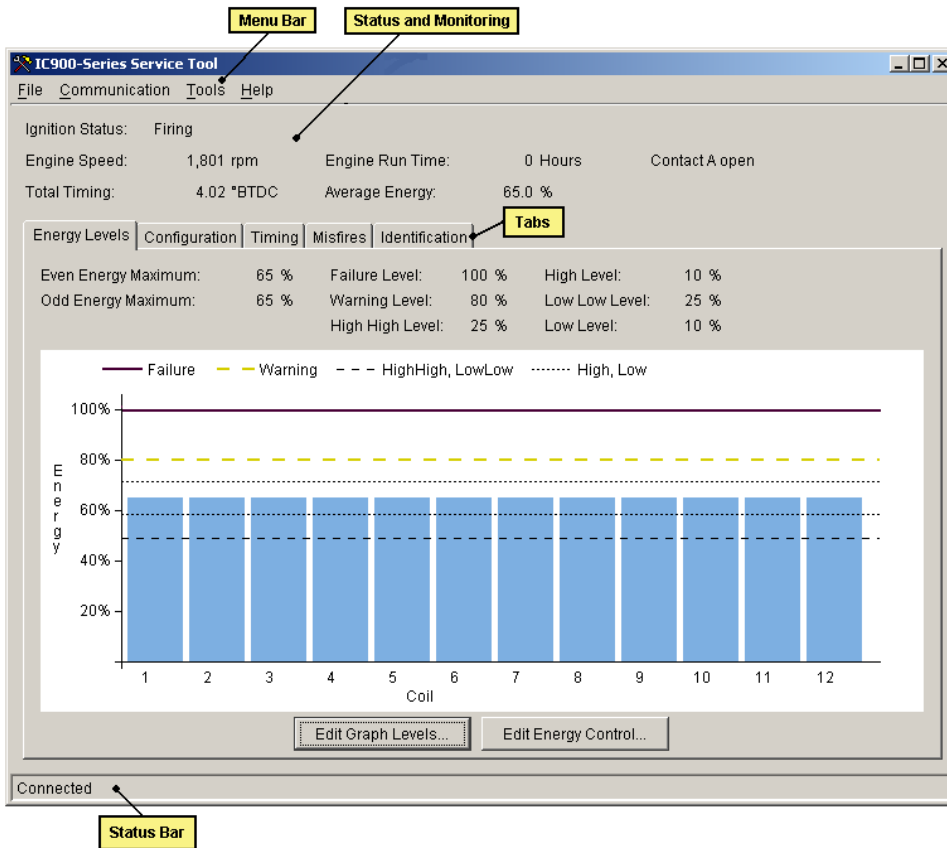 Menu Bar
Status and Monitoring
IC900-Series Service Tool
File Communication Tools Help
Ignition Status: Firing
Engine Speed: 1,801 rpm Engine Run Time: 0 Hours Contact A open
Total Timing: 4.02 °BTDC Average Energy: 65.0 %
Tabs
Energy Levels Configuration Timing Misfires Identification
Even Energy Maximum: 65 % Failure Level: 100 % High Level: 10 %
Odd Energy Maximum: 65 % Warning Level: 80 % Low Low Level: 25 %
High High Level: 25 % Low Level: 10 %
Failure Warning HighHigh, LowLow High, Low
100%
80%
60%
40%
20%
Energy
1 2 3 4 5 6 7 8 9 10 11 12
Coil
Edit Graph Levels... Edit Energy Control...
Connected
Status Bar